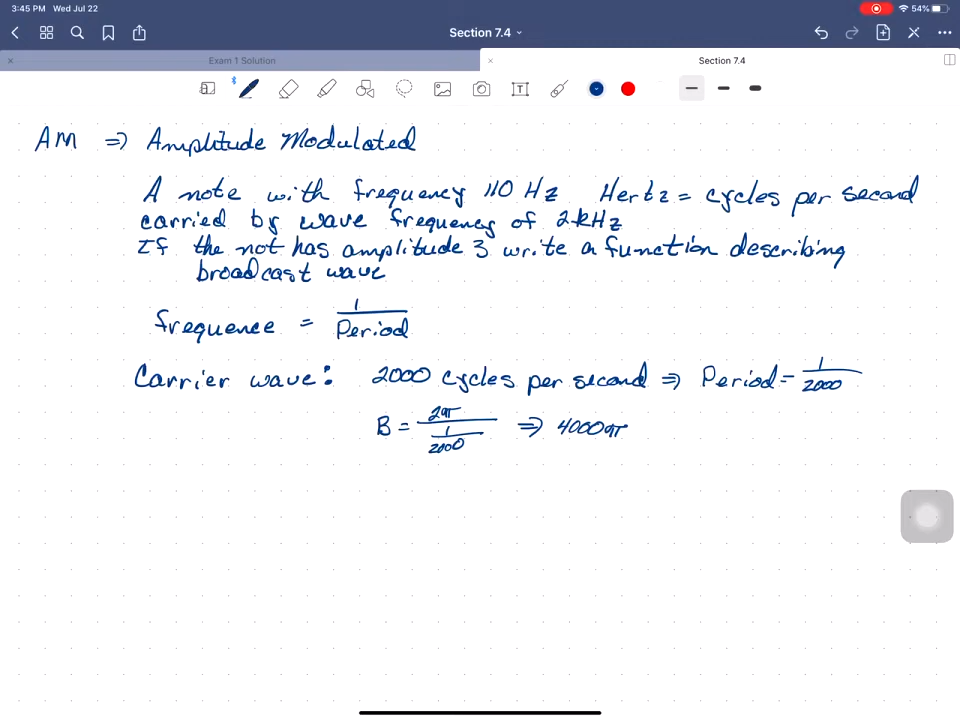 3:45 PM Wed Jul 22
54%
Section 7.4
Exam 1 Solution
Section 7.4
AM ⇒ Amplitude Modulated
A note with frequency 110 Hz Hertz = cycles per second
carried by wave frequency of 2kHz
If the not has amplitude 3 write a function describing
broadcast wave
frequence = 1/Period
Carrier wave: 2000 cycles per second ⇒ Period = 1/2000
B = 2π/(1/2000) ⇒ 4000π